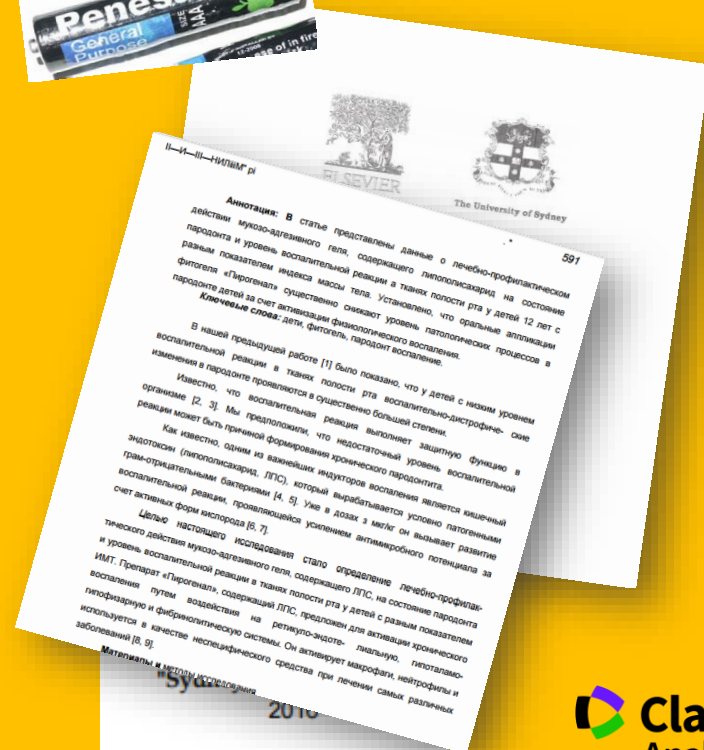 Penes
General
Purpose
SIZE
AAA
12-2008
ease of in fire
ELSEVIER
The University of Sydney
591
Аннотация: В статье представлены данные о лечебно-профилактическом
действии мукозо-адгезивного геля, содержащего липополисахарид на состояние
пародонта и уровень воспалительной реакции а тканях полости рта у детей 12 лет с
разным показателем индекса массы тела. Установлено, что оральные аппликации
фитогеля «Пирогенал» существенно снижают уровень патологических процессов в
пародонте детей за счет активизации физиологического воспаления.
Ключевые слова: дети, фитогель, пародонт воспаление.
В нашей предыдущей работе [1] было показано, что у детей с низким уровнем
воспалительной реакции в тканях полости рта воспалительно-дистрофиче- ские
изменения в пародонте проявляются в существенно большей степени.
Известно, что воспалительная реакция выполняет защитную функцию в
организме [2, 3]. Мы предположили, что недостаточный уровень воспалительной
реакции может быть причиной формирования хронического пародонтита.
Как известно, одним из важнейших индукторов воспаления является кишечный
эндотоксин (липополисахарид, ЛПС), который вырабатывается условно патогенными
грам-отрицательными бактериями [4, 5]. Уже в дозах з мкг/кг он вызывает развитие
воспалительной реакции, проявляющейся усилением антимикробного потенциала за
счет активных форм кислорода [6, 7].
Целью настоящего исследования стало определение лечебно-профилак-
тического действия мукозо-адгезивного геля, содержащего ЛПС, на состояние пародонта
и уровень воспалительной реакции в тканях полости рта у детей с разным показателем
ИМТ. Препарат «Пирогенал», содержащий ЛПС, предложен для активации хронического
воспаления путем воздействия на ретикуло-эндоте- лиальную, гипоталамо-
гипофизарную и фибринолитическую системы. Он активирует макрофаги, нейтрофилы и
используется в качестве неспецифического средства при лечении самых различных
заболеваний [8, 9].
Материалы и методы исследования
"Syd
2016
Cla